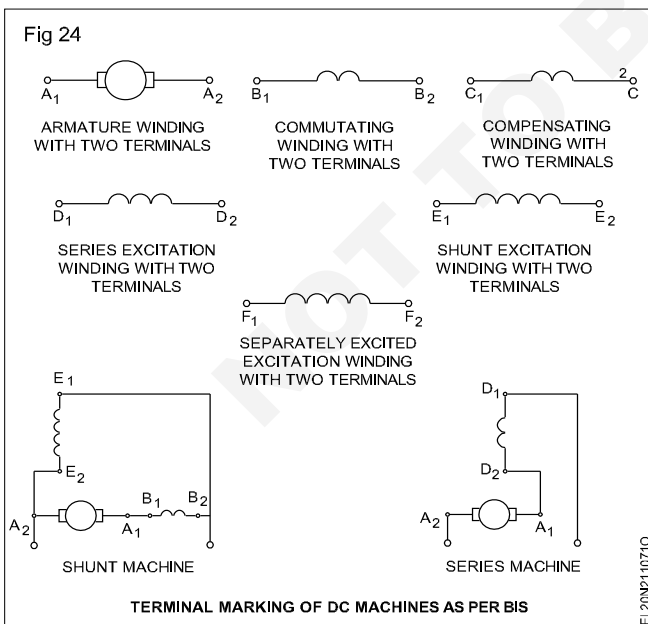 Fig 24
A1 A2
B1 B2
C1 2 C
ARMATURE WINDING
WITH TWO TERMINALS
COMMUTATING
WINDING WITH
TWO TERMINALS
COMPENSATING
WINDING WITH
TWO TERMINALS
D1 D2
E1 E2
SERIES EXCITATION
WINDING WITH TWO
TERMINALS
SHUNT EXCITATION
WINDING WITH TWO
TERMINALS
F1 F2
SEPARATELY EXCITED
EXCITATION WINDING
WITH TWO TERMINALS
E1
E2
A2 A1 B1 B2
SHUNT MACHINE
D1
D2
A2 A1
SERIES MACHINE
TERMINAL MARKING OF DC MACHINES AS PER BIS
EL20N211071O
NOT TO B